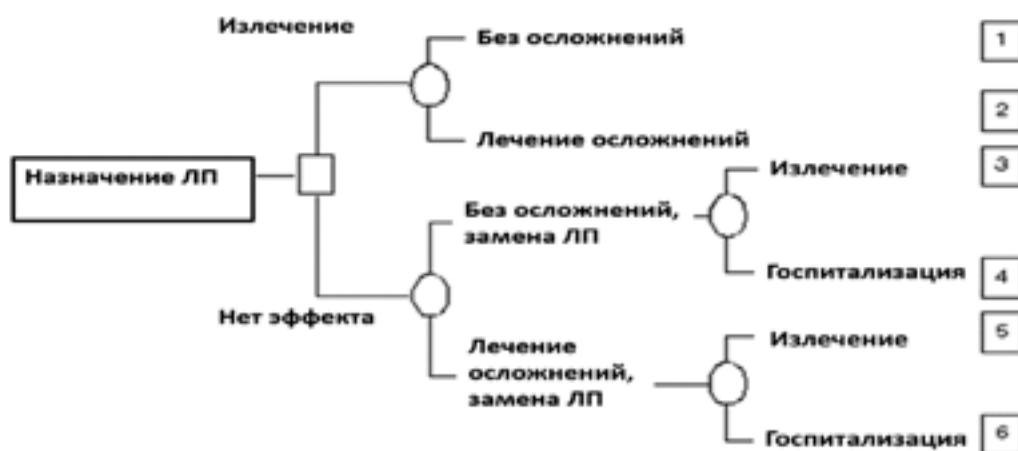 Излечение
Без осложнений
1
2
Лечение осложнений
Назначение ЛП
Излечение
3
Без осложнений,
замена ЛП
Госпитализация
4
Нет эффекта
Излечение
5
Лечение
осложнений,
замена ЛП
Госпитализация
6